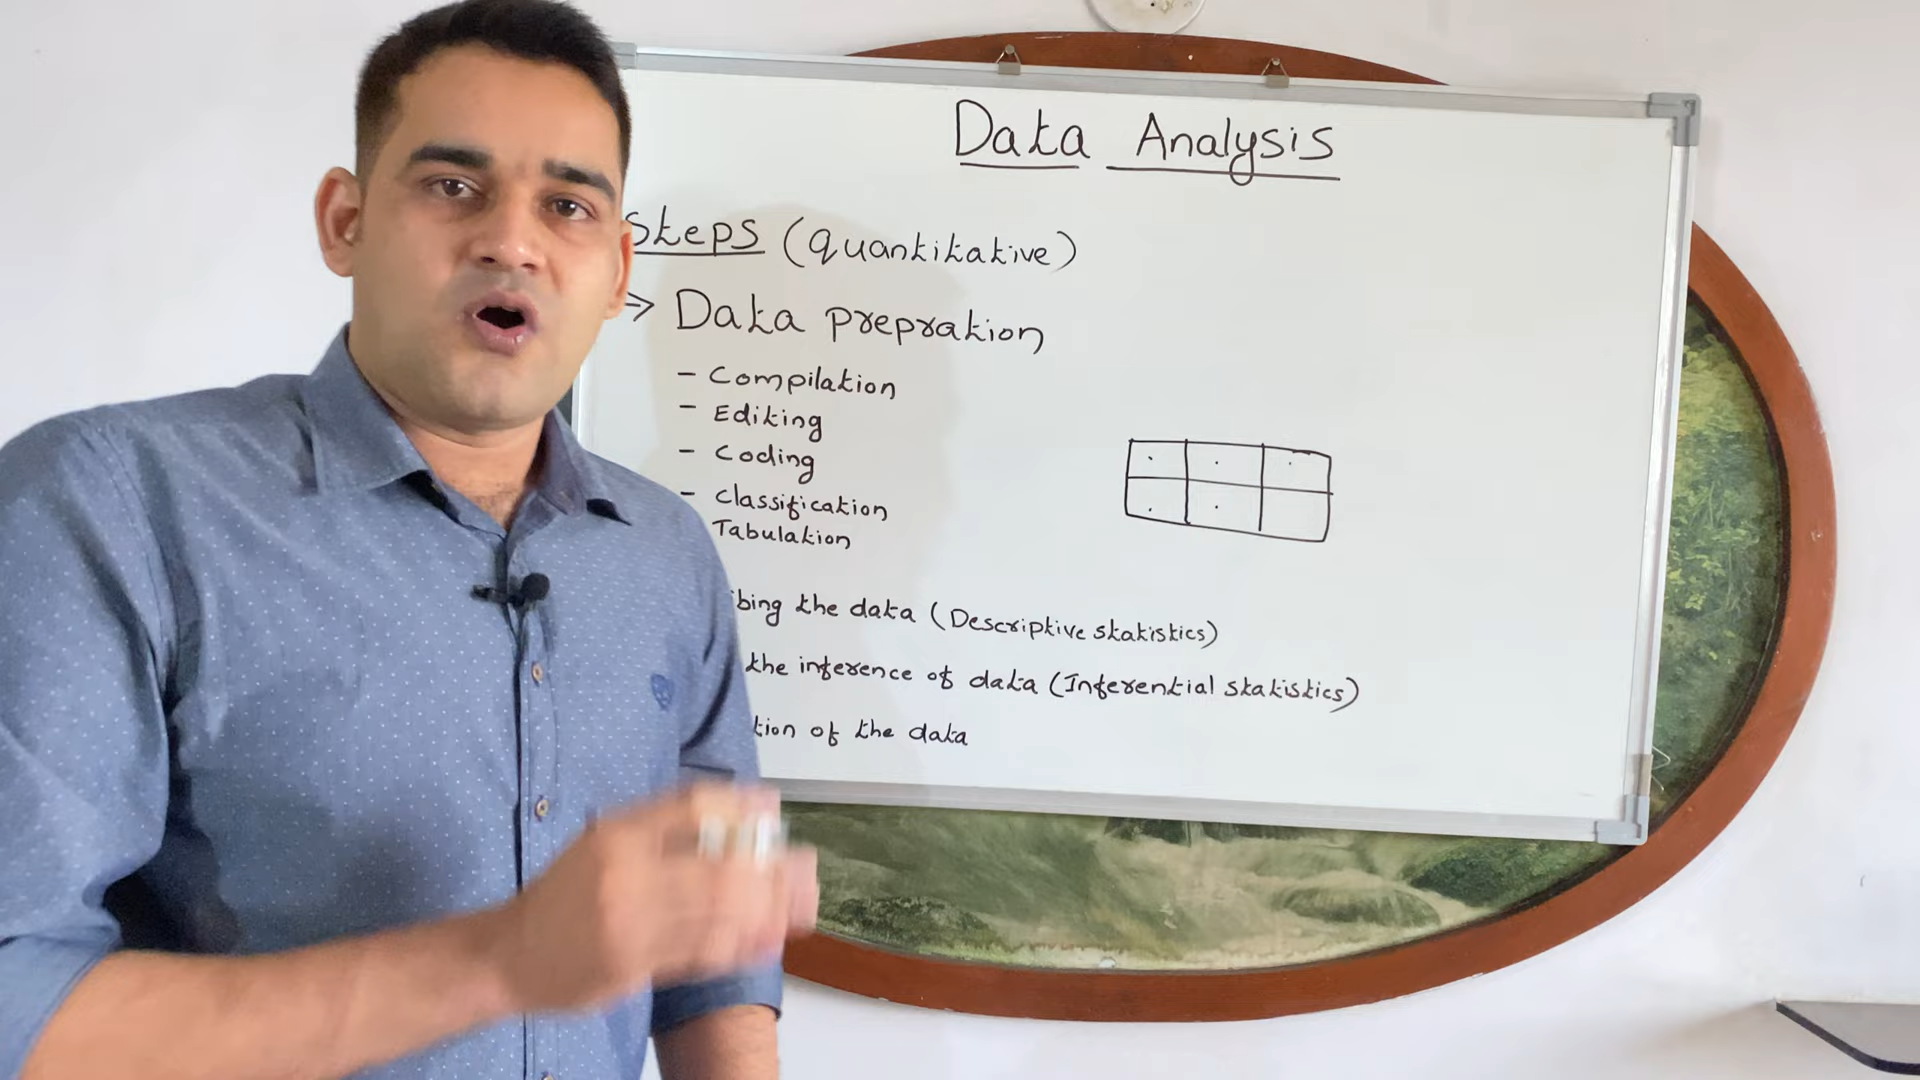 Data Analysis
Steps (quantitative)
→ Data prepration
- Compilation
- Editing
- Coding
- Classification
Tabulation
the data (Descriptive statistics)
the inference of data (Inferential statistics)
of the data